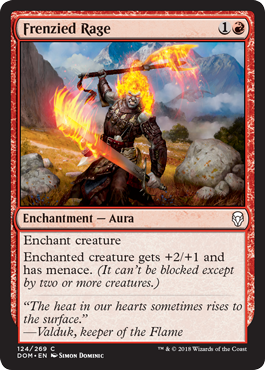 Frenzied Rage 1
Enchantment — Aura
Enchant creature
Enchanted creature gets +2/+1 and
has menace. (It can't be blocked except
by two or more creatures.)
“The heat in our hearts sometimes rises to
the surface.”
—Valduk, keeper of the Flame
124/269 C
DOM • EN Simon Dominic ™ & © 2018 Wizards of the Coast